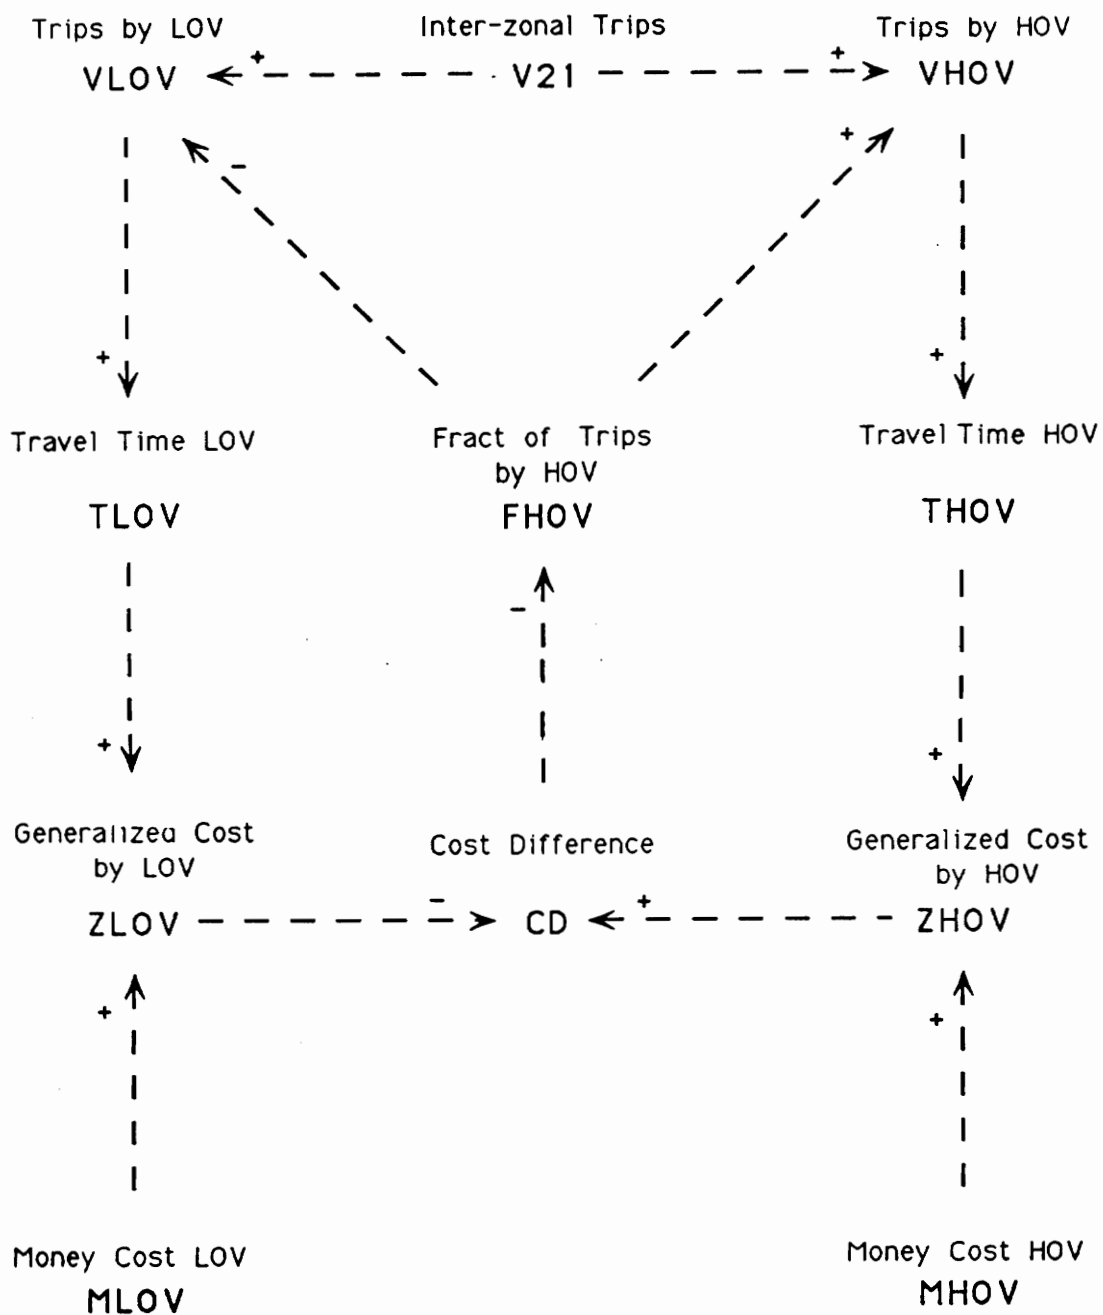 Trips by LOV
Inter-zonal Trips
Trips by HOV
+
+
VLOV
V21
VHOV
-
+
+
+
Travel Time LOV
Fract of Trips
by HOV
Travel Time HOV
TLOV
FHOV
THOV
-
+
+
Generalized Cost
by LOV
Cost Difference
Generalized Cost
by HOV
-
+
ZLOV
CD
ZHOV
+
+
Money Cost LOV
MLOV
Money Cost HOV
MHOV